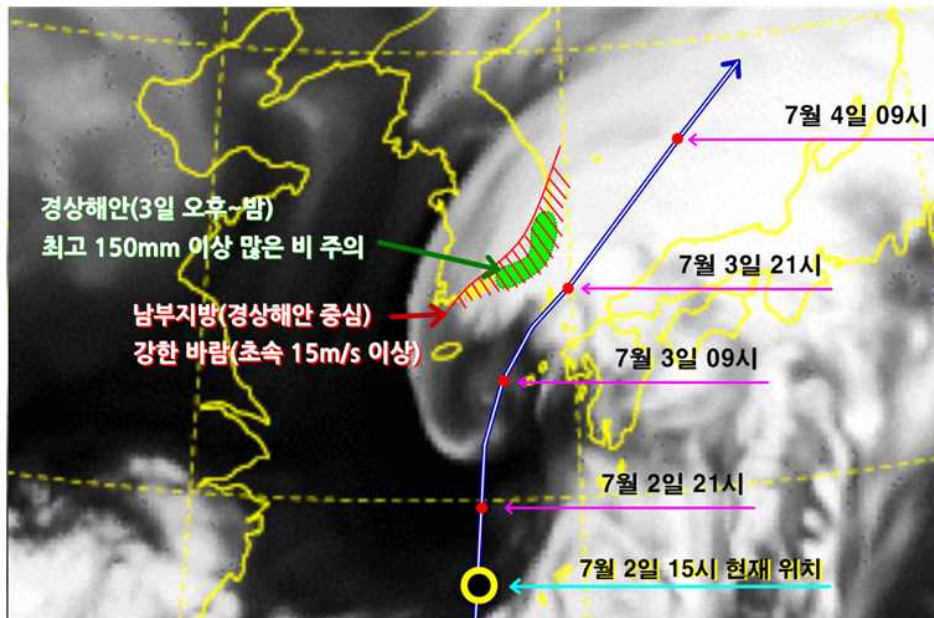 7월 4일 09시
경상해안(3일 오후~밤)
최고 150mm 이상 많은 비 주의
7월 3일 21시
남부지방(경상해안 중심)
강한 바람(초속 15m/s 이상)
7월 3일 09시
7월 2일 21시
7월 2일 15시 현재 위치